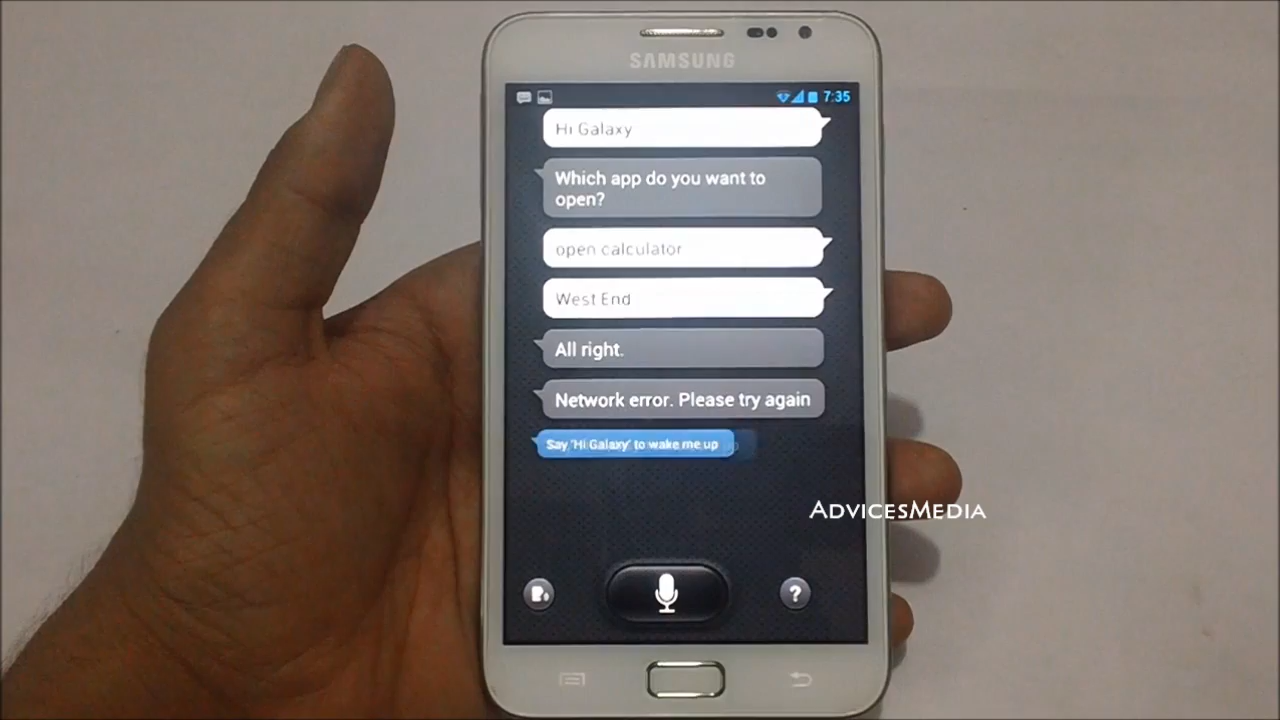 SAMSUNG
7:35
Hi Galaxy
Which app do you want to
open?
open calculator
West End
All right.
Network error. Please try again
Say 'Hi Galaxy' to wake me up
ADVICESMEDIA
?